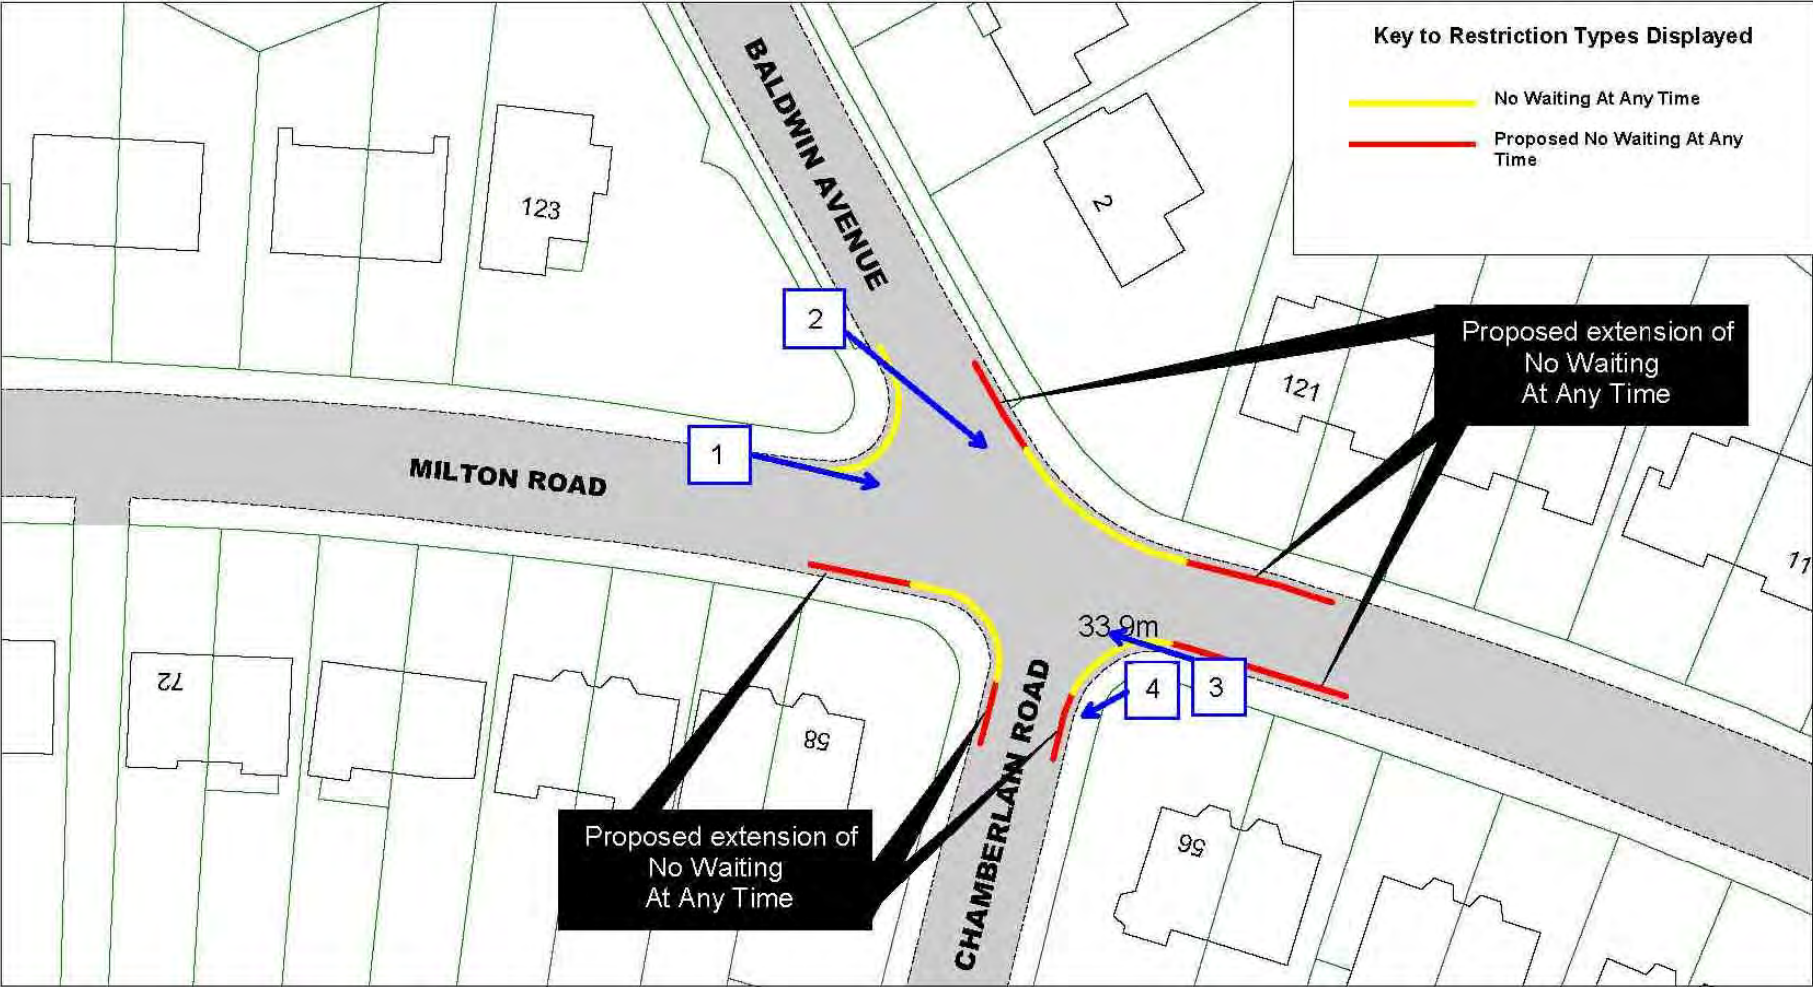 Key to Restriction Types Displayed
No Waiting At Any Time
Proposed No Waiting At Any
Time
BALDWIN AVENUE
123
2
2
Proposed extension of
No Waiting
At Any Time
121
1
MILTON ROAD
11
33.9m
72
58
4
3
CHAMBERLAIN ROAD
Proposed extension of
No Waiting
At Any Time
56